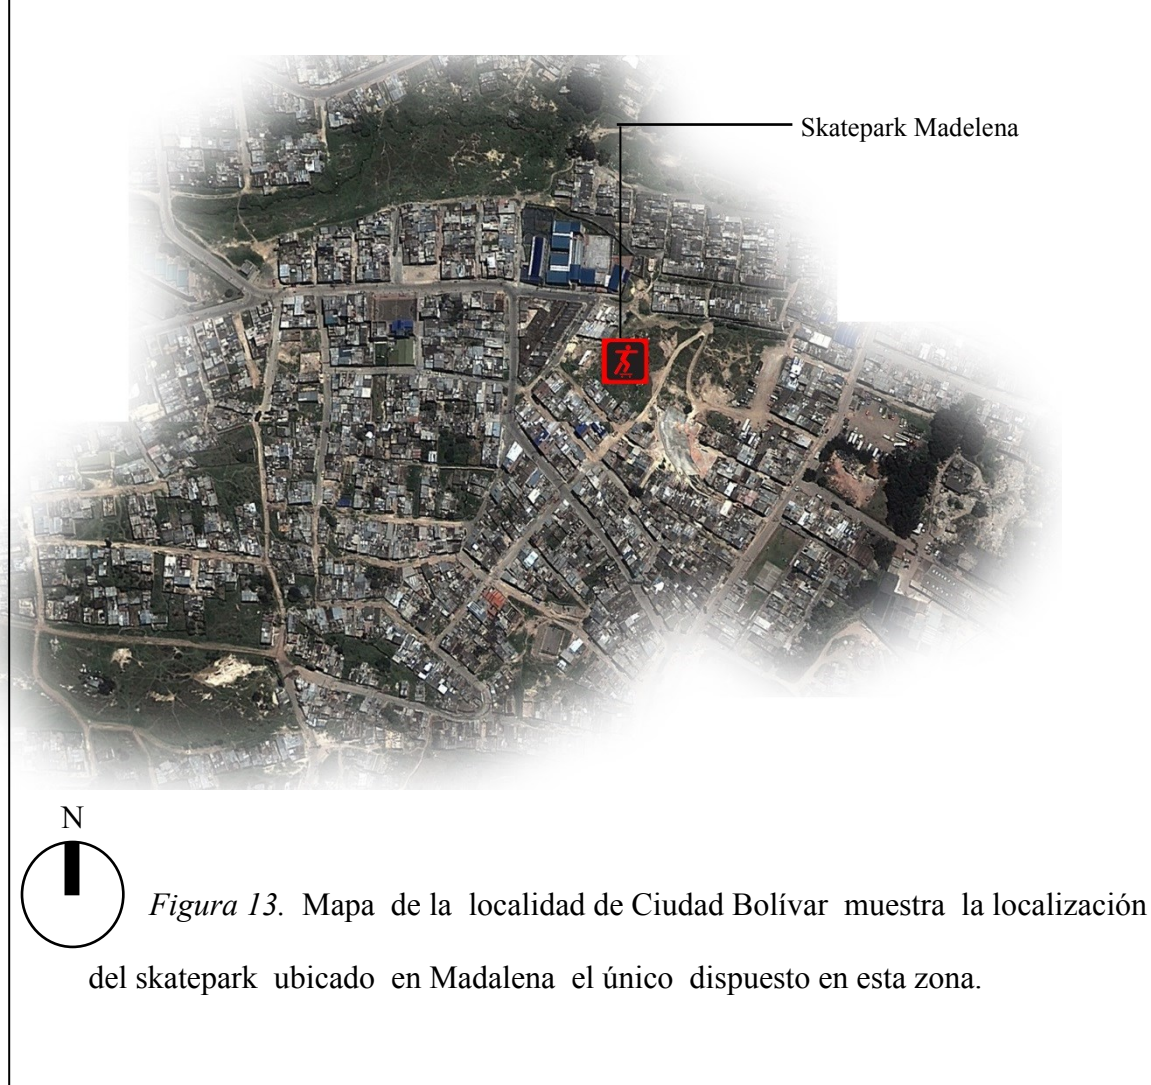 Skatepark Madelena
N
Figura 13. Mapa de la localidad de Ciudad Bolívar muestra la localización
del skatepark ubicado en Madalena el único dispuesto en esta zona.